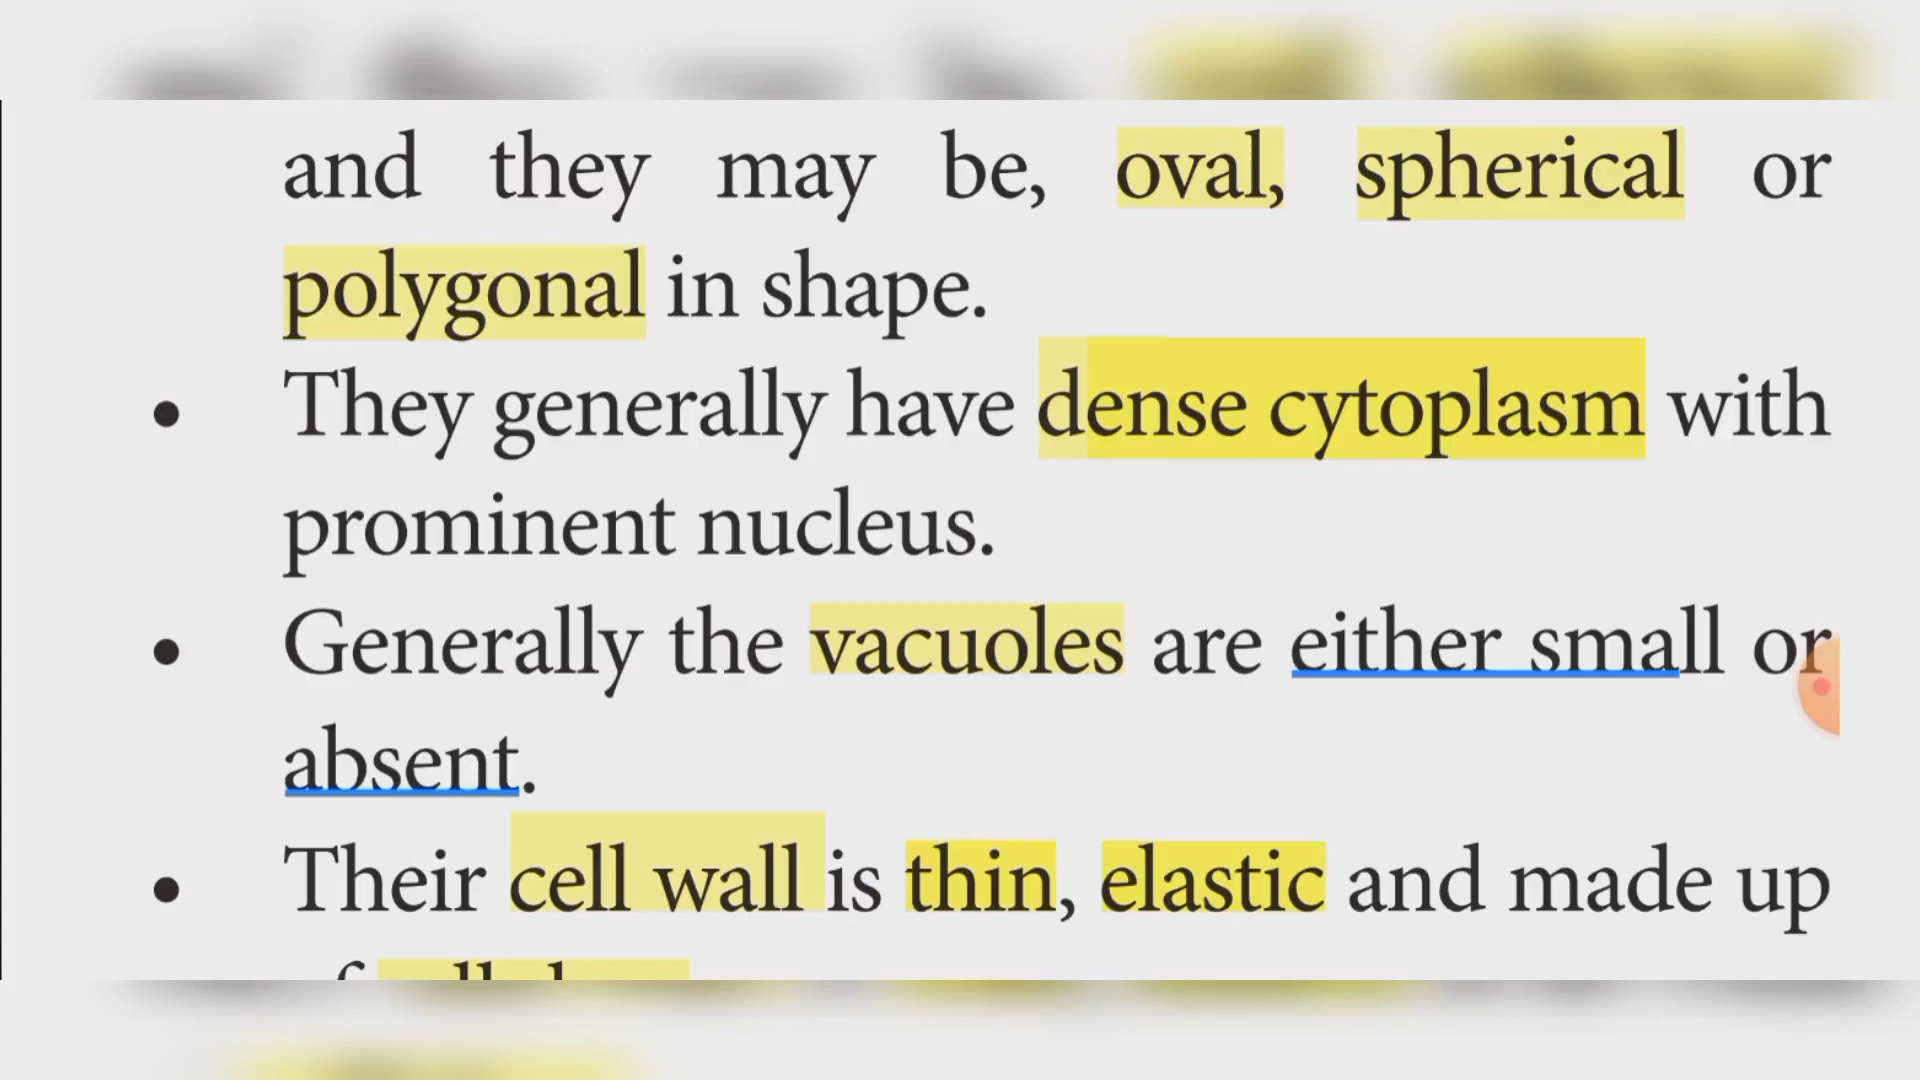 and they may be, oval, spherical or
polygonal in shape.
• They generally have dense cytoplasm with
prominent nucleus.
• Generally the vacuoles are either small or
absent.
• Their cell wall is thin, elastic and made up
of